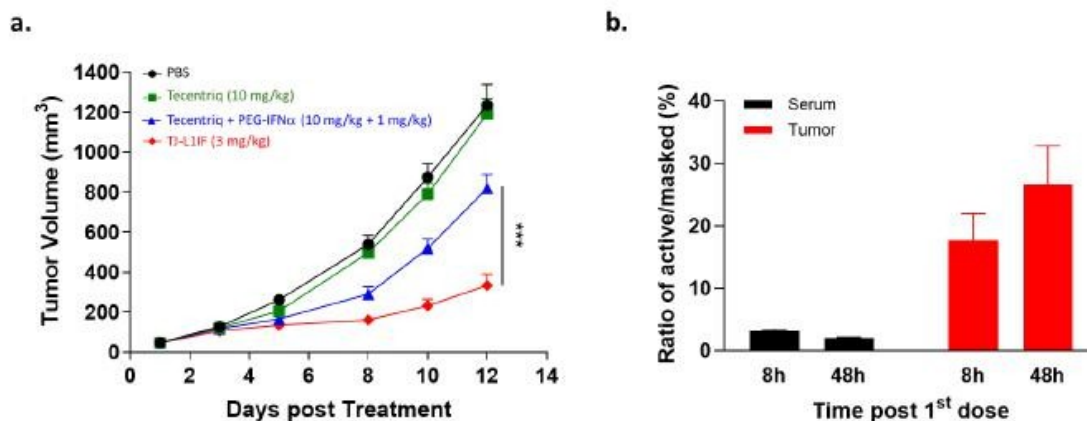 a.
1400
1200
1000
800
600
400
200
0
Tumor Volume (mm³)
PBS
Tecentriq (10 mg/kg)
Tecentriq + PEG-IFNα (10 mg/kg + 1 mg/kg)
TJ-L1IF (3 mg/kg)
***
0 2 4 6 8 10 12 14
Days post Treatment
b.
40
30
20
10
0
Ratio of active/masked (%)
Serum
Tumor
8h 48h 8h 48h
Time post 1ˢᵗ dose